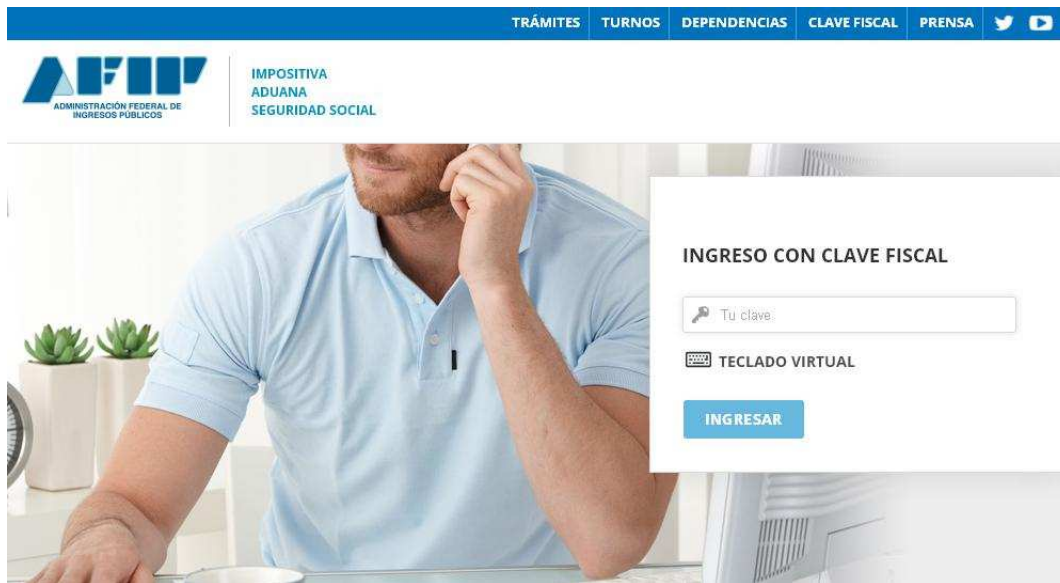 TRÁMITES TURNOS DEPENDENCIAS CLAVE FISCAL PRENSA
AFIP
ADMINISTRACIÓN FEDERAL DE
INGRESOS PÚBLICOS
IMPOSITIVA
ADUANA
SEGURIDAD SOCIAL
INGRESO CON CLAVE FISCAL
Tu clave
TECLADO VIRTUAL
INGRESAR